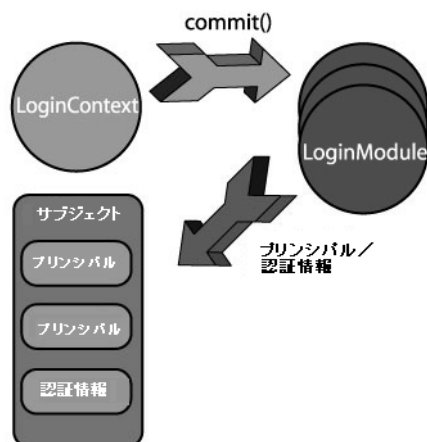 commit()
LoginContext
LoginModule
サブジェクト
プリンシパル
プリンシパル
認証情報
プリンシパル／
認証情報